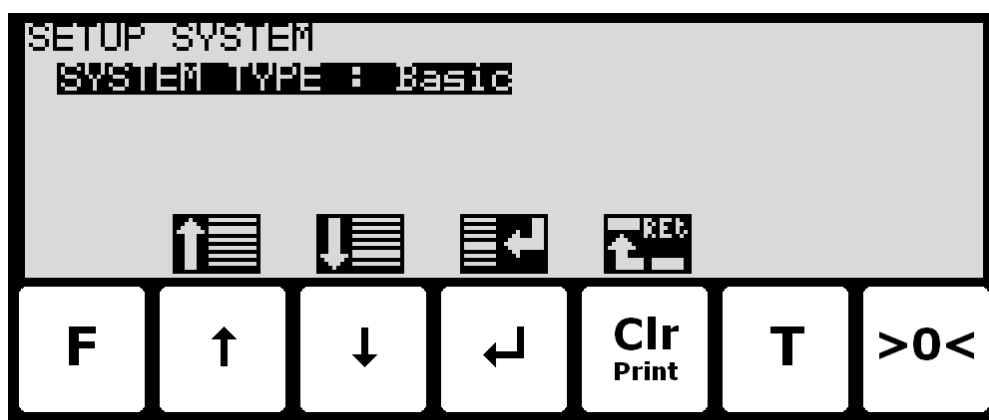 SETUP SYSTEM
SYSTEM TYPE : Basic
REt
F ↑ ↓ ↵ Clr T >0<
Print